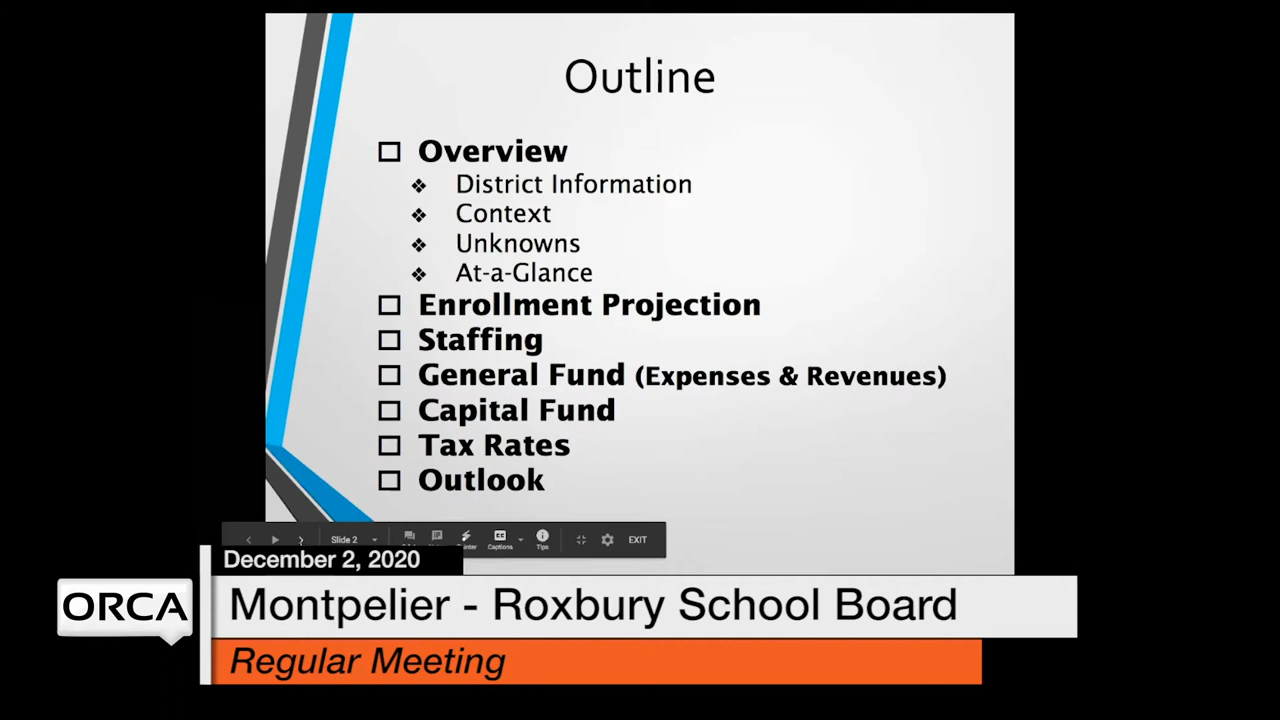 Outline
Overview
District Information
Context
Unknowns
At-a-Glance
Enrollment Projection
Staffing
General Fund (Expenses & Revenues)
Capital Fund
Tax Rates
Outlook
Slide 2
Captions
Tips
EXIT
December 2, 2020
ORCA
Montpelier - Roxbury School Board
Regular Meeting